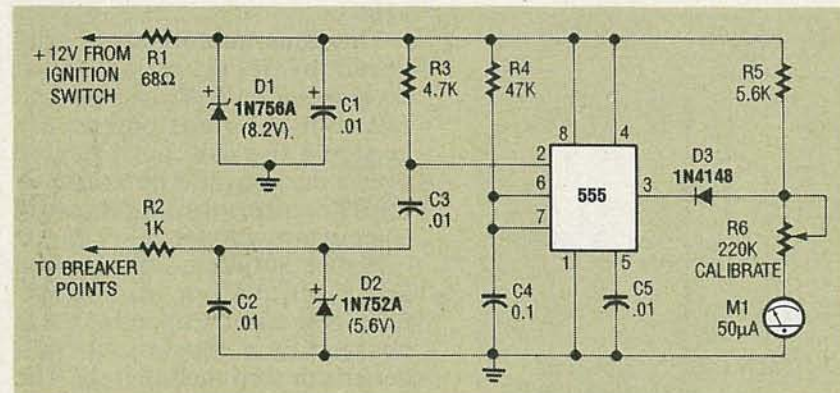 +12V FROM
IGNITION
SWITCH
R1
68Ω
+
D1
1N756A
(8.2V)
+
C1
.01
R3
4.7K
R4
47K
R5
5.6K
8
4
2
6
7
555
3
D3
1N4148
1
5
R6
220K
CALIBRATE
C3
.01
R2
1K
TO BREAKER
POINTS
C2
.01
+
D2
1N752A
(5.6V)
C4
0.1
C5
.01
M1
50μA